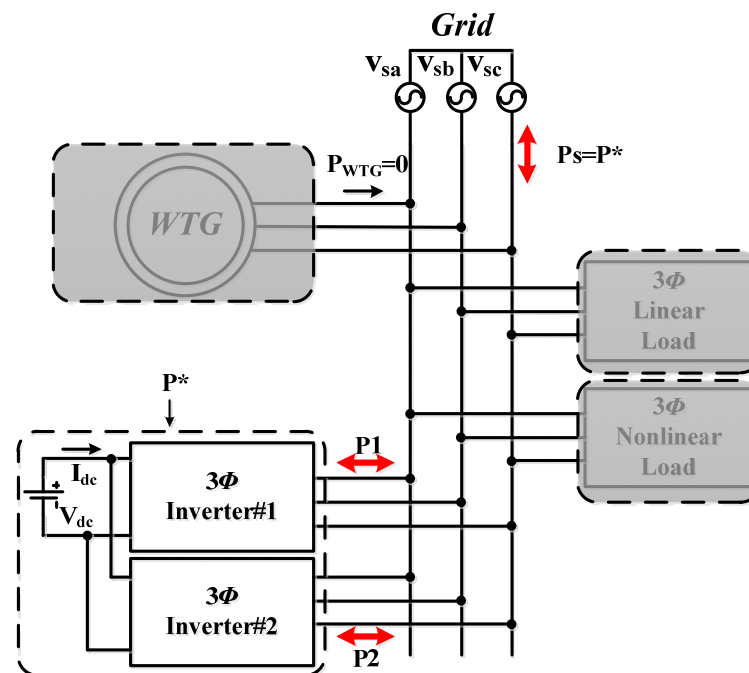 Grid
vsa vsb vsc
PWTG=0
Ps=P*
WTG
3Φ
Linear
Load
P*
3Φ
Nonlinear
Load
P1
Idc
3Φ
Inverter#1
+
-
Vdc
3Φ
Inverter#2
P2